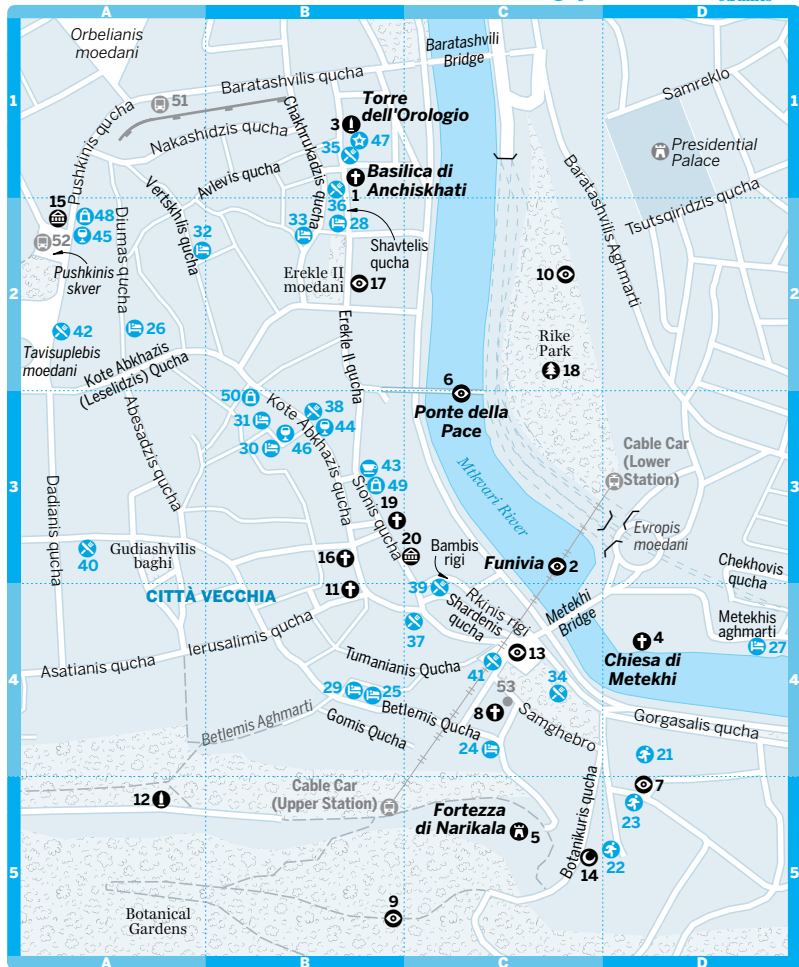 A
B
C
D
Orbelianis
moedani
Baratashvili
Bridge
1
1
Baratashvilis qucha
51
Torre
dell'Orologio
3
47
Samreklo
Pushkinis qucha
Nakashidzis qucha
Chakhrukadzis qucha
35
Presidential
Palace
Basilica di
Anchiskhati
1
Avlevis qucha
Vertskhlis qucha
Baratashvilis Aghmarti
15
48
45
52
Diumas qucha
32
33
36
28
Shavtelis
qucha
Tsutsqiridzis qucha
Pushkinis
skver
Erekle II
moedani
17
10
2
2
42
26
Tavisuplebis
moedani
Rike
Park
18
Erekle II qucha
Kote Abkhazis
(Leselidzis) Qucha
6
Ponte della
Pace
50
38
31
44
30
46
Kote Abkhazis qucha
Abesadzis qucha
Cable Car
(Lower
Station)
43
49
Mtkvari River
3
3
Dadianis qucha
Sionis qucha
19
20
Evropis
moedani
40
Gudiashvilis
baghi
16
Bambis
rigi
Funivia
2
Chekhovis
qucha
CITTÀ VECCHIA
11
39
Rkinis rigi
Shardenis
qucha
Metekhi
Bridge
Metekhis
aghmarti
27
37
4
Chiesa di
Metekhi
Ierusalimis qucha
Asatianis qucha
Tumanianis Qucha
13
41
4
4
34
53
29
25
8
Betlemis Qucha
Samghebro
Gorgasalis qucha
Betlemis Aghmarti
Gomis Qucha
24
21
Cable Car
(Upper Station)
7
12
Fortezza
di Narikala
5
23
Botanikuris qucha
22
14
5
5
9
Botanical
Gardens
A
B
C
D